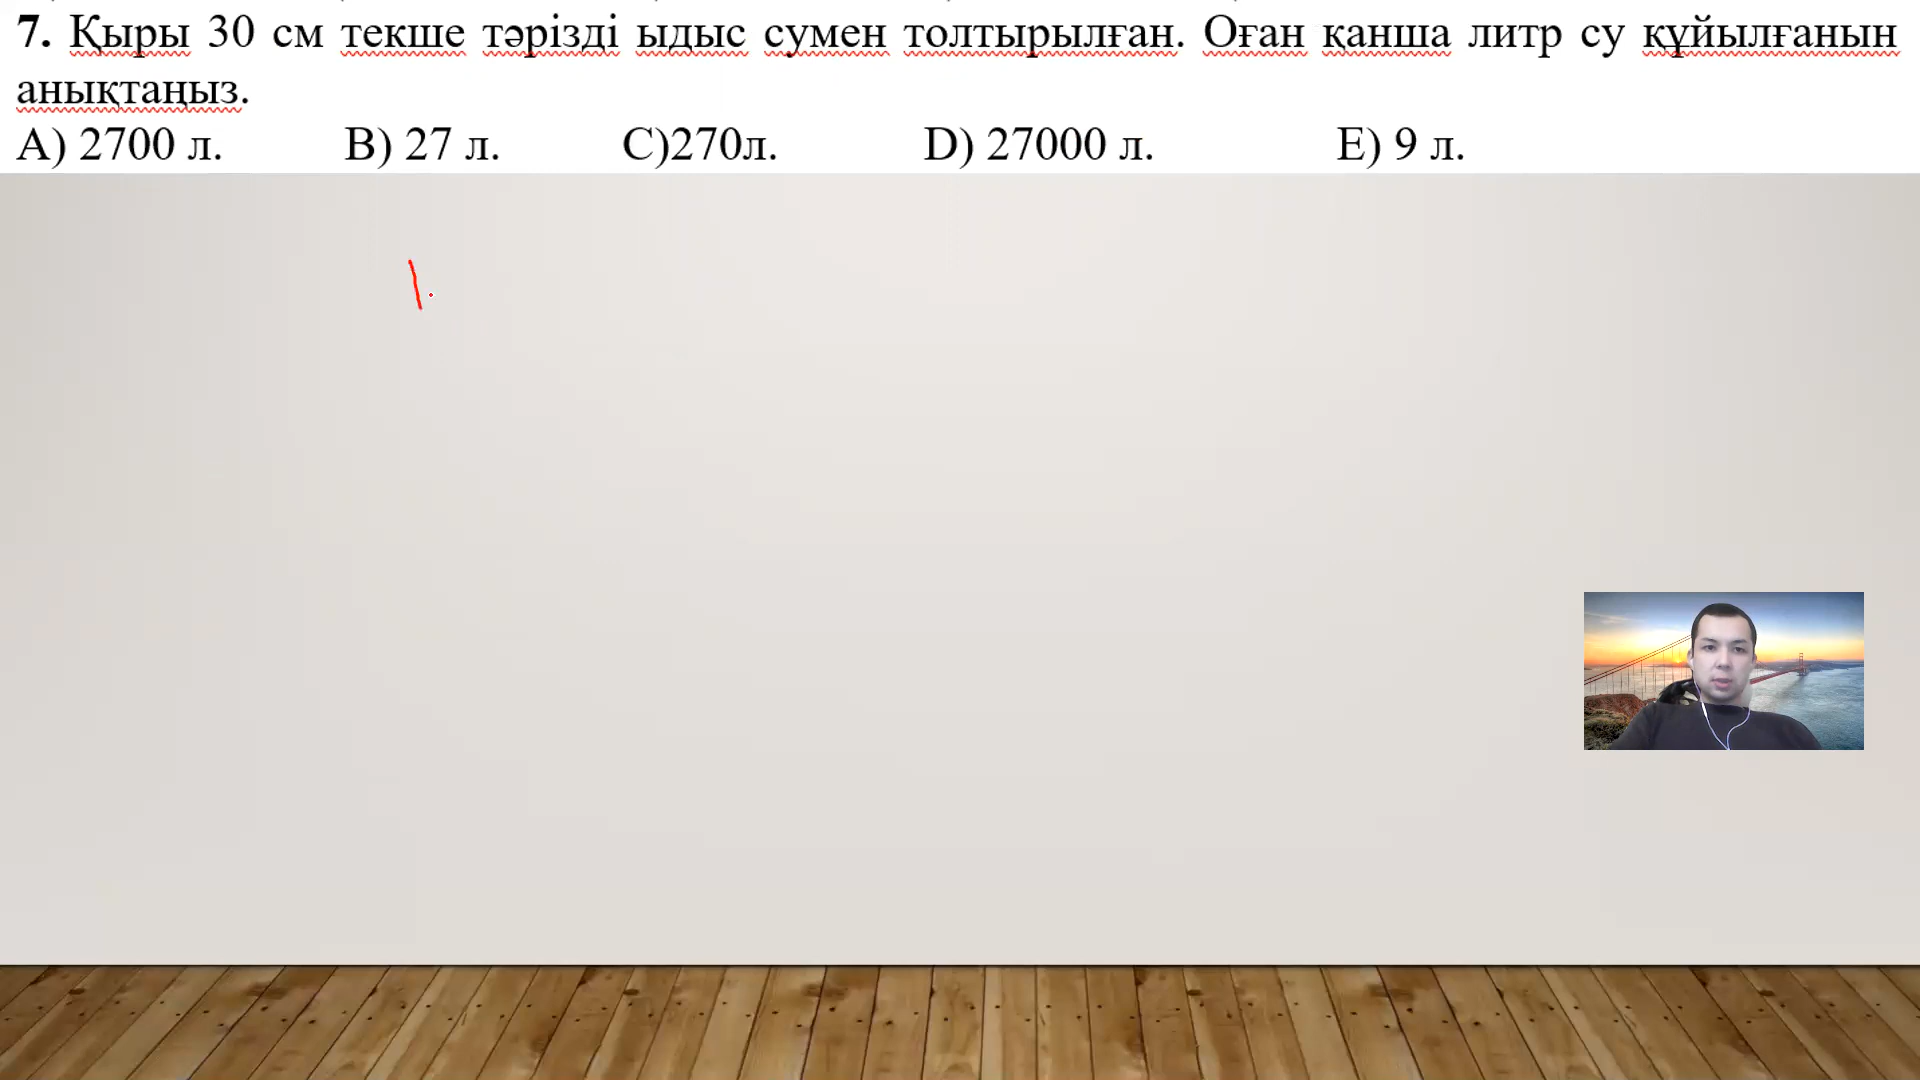 7. Қыры 30 см текше тәрізді ыдыс сумен толтырылған. Оған қанша литр су құйылғанын
анықтаңыз.
A) 2700 л. B) 27 л. C)270л. D) 27000 л. E) 9 л.